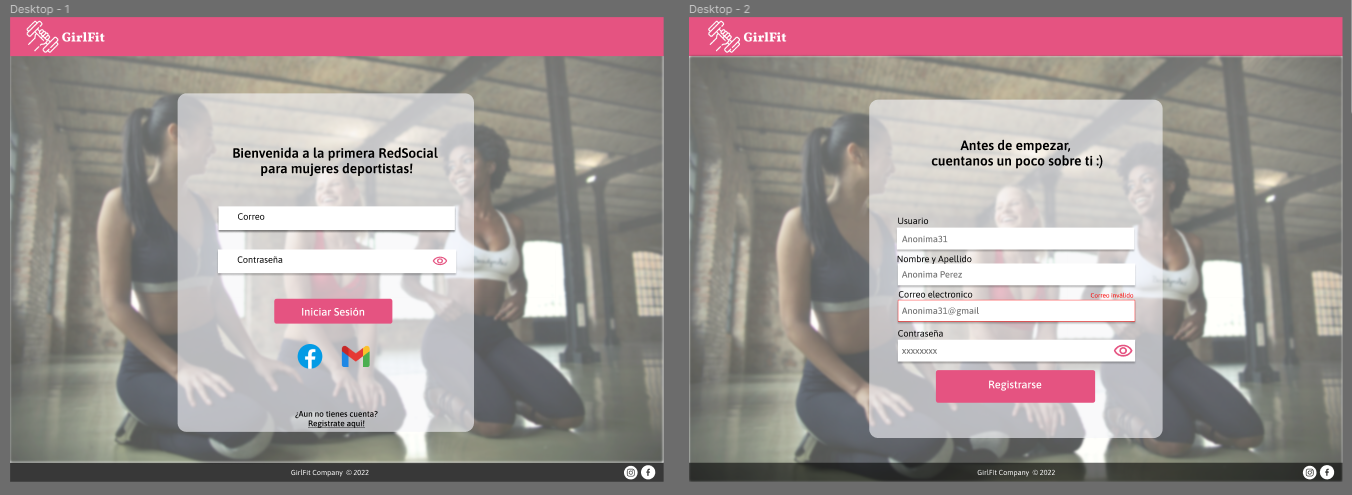 Desktop - 1
GirlFit
Bienvenida a la primera RedSocial
para mujeres deportistas!
Correo
Contraseña
Iniciar Sesión
¿Aun no tienes cuenta?
Registrate aqui!
GirlFit Company © 2022
Desktop - 2
GirlFit
Antes de empezar,
cuentanos un poco sobre ti :)
Usuario
Anonima31
Nombre y Apellido
Anonima Perez
Correo electronico
Correo inválido
Anonima31@gmail
Contraseña
xxxxxxxx
Registrarse
GirlFit Company © 2022